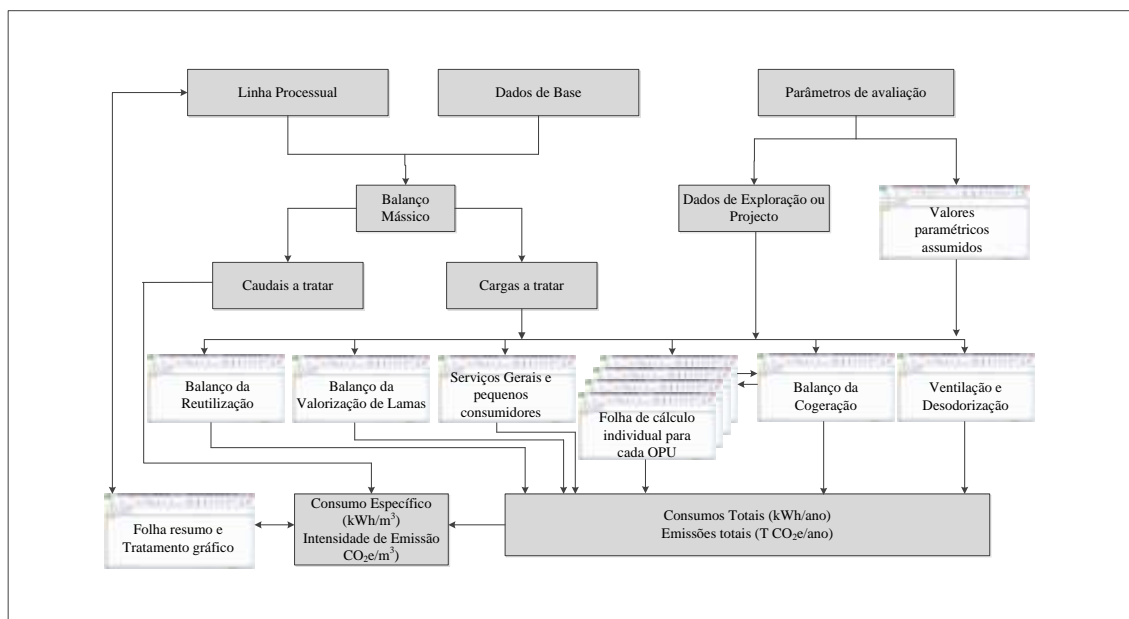 Linha Processual
Dados de Base
Parâmetros de avaliação
Balanço
Mássico
Dados de Exploração ou
Projecto
Valores
paramétricos
assumidos
Caudais a tratar
Cargas a tratar
Balanço da
Reutilização
Balanço da
Valorização de Lamas
Serviços Gerais e
pequenos
consumidores
Folha de cálculo
individual para
cada OPU
Balanço da
Cogeração
Ventilação e
Desodorização
Folha resumo e
Tratamento gráfico
Consumo Específico
(kWh/m³)
Intensidade de Emissão
CO₂e/m³)
Consumos Totais (kWh/ano)
Emissões totais (T CO₂e/ano)